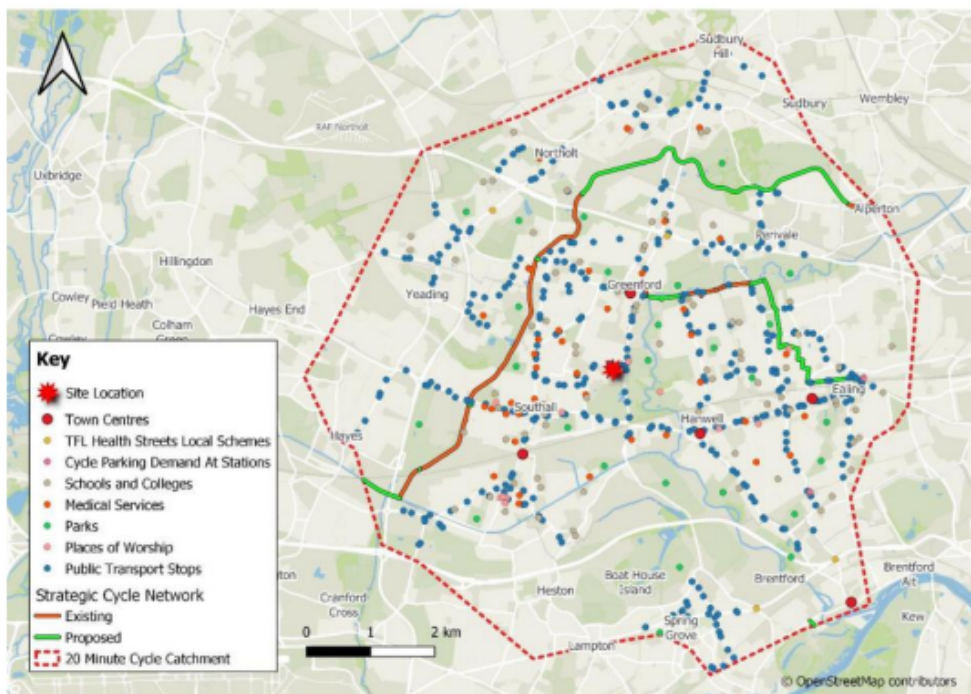 Sudbury
Hill
Sudbury
Wembley
RAF Northolt
Northolt
Uxbridge
Alperton
Perivale
Hillingdon
Greenford
Cowley
Pield Heath
Hayes End
Yeading
Colham
Green
Cowley
Key
Site Location
Town Centres
TFL Health Streets Local Schemes
Cycle Parking Demand At Stations
Schools and Colleges
Medical Services
Parks
Places of Worship
Public Transport Stops
Strategic Cycle Network
Existing
Proposed
20 Minute Cycle Catchment
Ealing
Southall
Hanwell
Hayes
Heston
Boat House
Island
Brentford
Brentford
Ait
Kew
Cranford
Cross
Spring
Grove
Lampton
0 1 2 km
© OpenStreetMap contributors